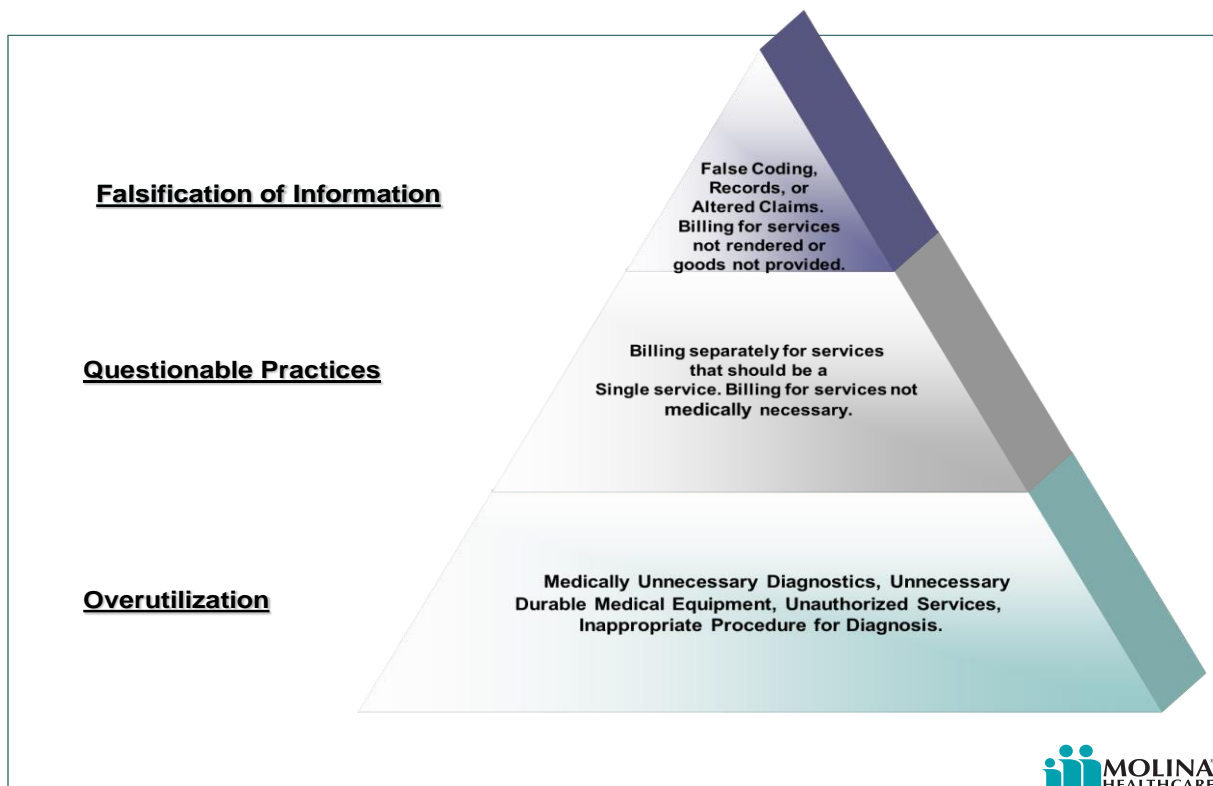 Falsification of Information
False Coding,
Records, or
Altered Claims.
Billing for services
not rendered or
goods not provided.
Questionable Practices
Billing separately for services
that should be a
Single service. Billing for services not
medically necessary.
Overutilization
Medically Unnecessary Diagnostics, Unnecessary
Durable Medical Equipment, Unauthorized Services,
Inappropriate Procedure for Diagnosis.
MOLINA
HEALTHCARE